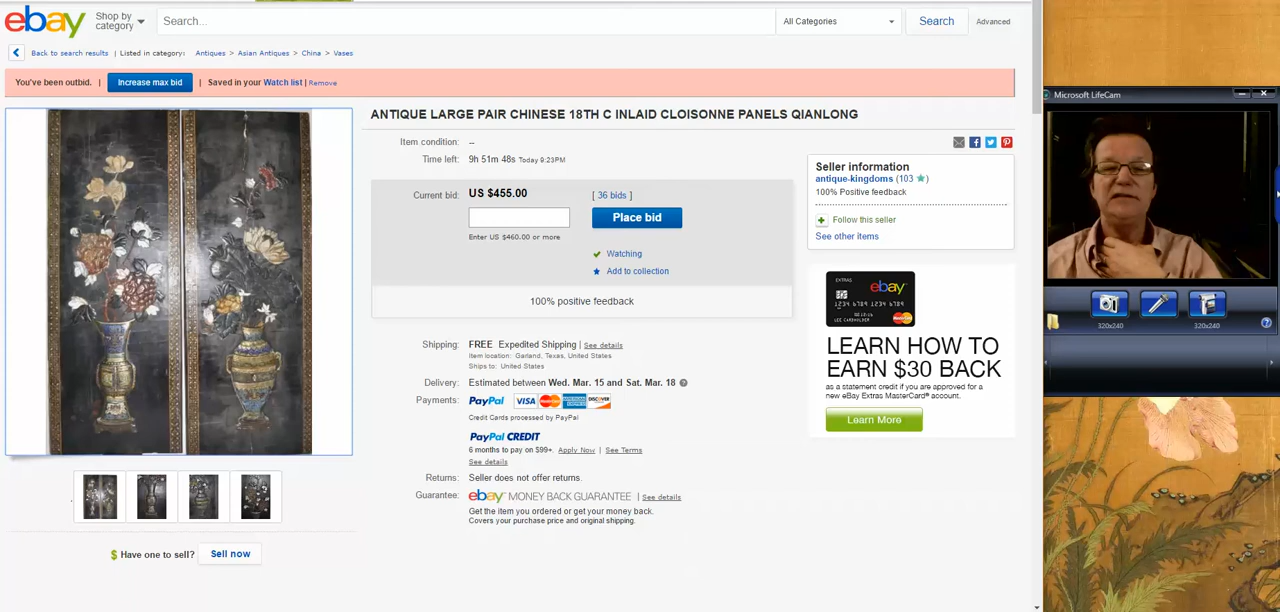 ebay
Shop by
category
Search...
All Categories
Search
Advanced
Back to search results | Listed in category: Antiques > Asian Antiques > China > Vases
You've been outbid. | Increase max bid | Saved in your Watch list | Remove
ANTIQUE LARGE PAIR CHINESE 18TH C INLAID CLOISONNE PANELS QIANLONG
Item condition: --
Time left: 9h 51m 48s Today 9:23PM
Current bid: US $455.00 [ 36 bids ]
Place bid
Enter US $460.00 or more
Watching
Add to collection
100% positive feedback
Shipping: FREE Expedited Shipping | See details
Item location: Garland, Texas, United States
Ships to: United States
Delivery: Estimated between Wed. Mar. 15 and Sat. Mar. 18
Payments: PayPal VISA MasterCard AMERICAN EXPRESS DISCOVER
Credit Cards processed by PayPal
PayPal CREDIT
6 months to pay on $99+. Apply Now | See Terms
See details
Returns: Seller does not offer returns.
Guarantee: ebay MONEY BACK GUARANTEE | See details
Get the item you ordered or get your money back.
Covers your purchase price and original shipping.
$ Have one to sell? Sell now
Seller information
antique-kingdoms (103 )
100% Positive feedback
Follow this seller
See other items
EXTRAS
ebay
1234 6789 6789
LEARN HOW TO
EARN $30 BACK
as a statement credit if you are approved for a
new eBay Extras MasterCard® account.
Learn More
Microsoft LifeCam
320x240
320x240